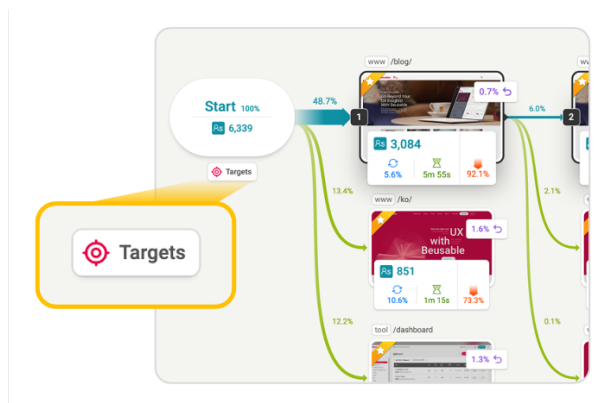 www /blog/
Start 100%
6,339
Targets
48.7%
13.4%
12.2%
1
0.7%
3,084
5.6%
5m 55s
92.1%
6.0%
2
www /ko/
UX
with
Beusable
1.6%
851
10.6%
1m 15s
73.3%
2.1%
tool /dashboard
1.3%
0.1%
Targets